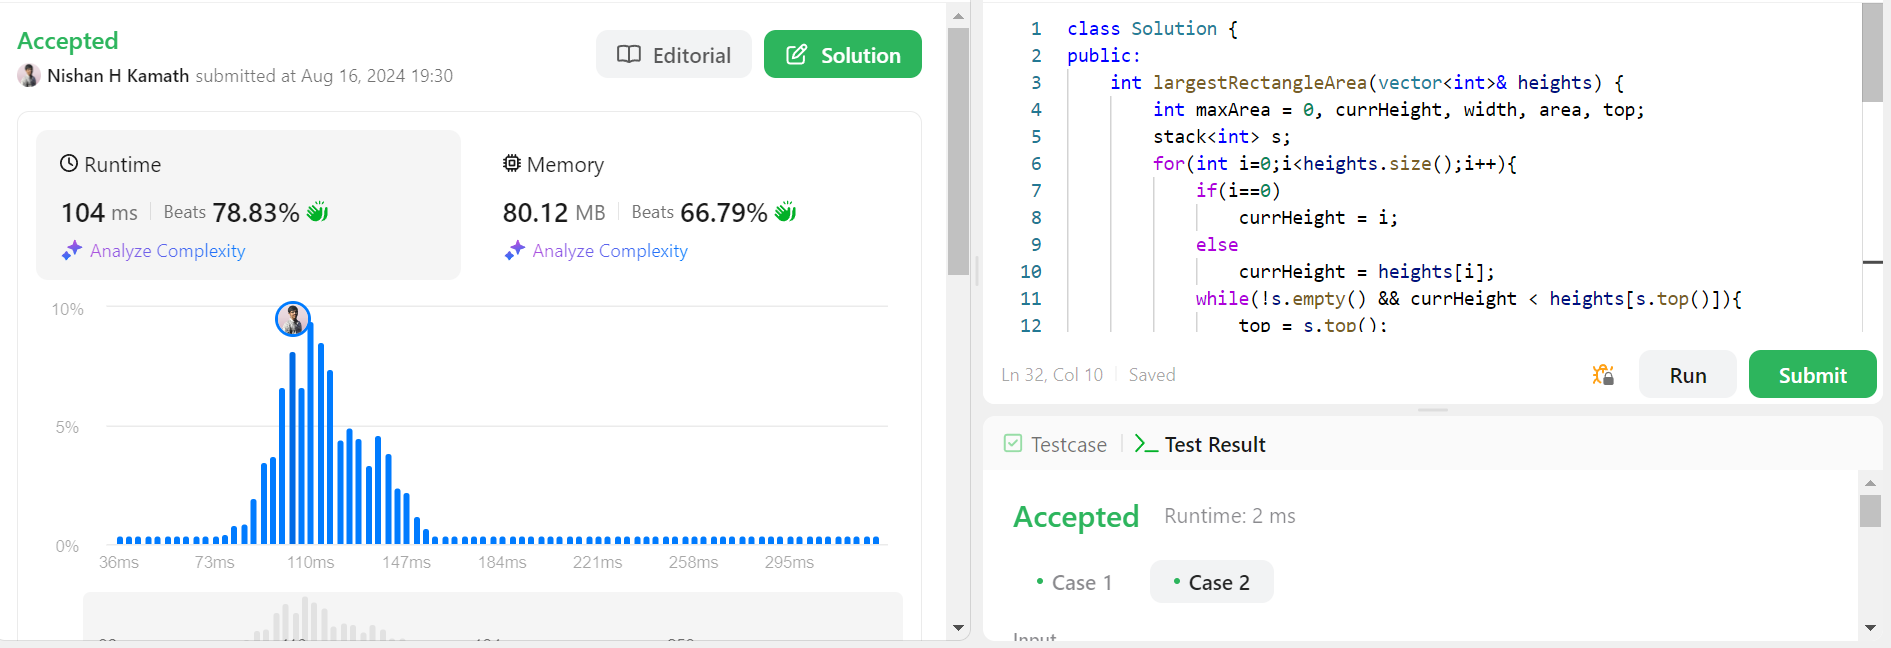 Accepted
Editorial
Solution
Nishan H Kamath submitted at Aug 16, 2024 19:30
Runtime
104 ms Beats 78.83%
Analyze Complexity
Memory
80.12 MB Beats 66.79%
Analyze Complexity
10%
5%
0%
36ms 73ms 110ms 147ms 184ms 221ms 258ms 295ms
1 class Solution {
2 public:
3 int largestRectangleArea(vector<int>& heights) {
4 int maxArea = 0, currHeight, width, area, top;
5 stack<int> s;
6 for(int i=0;i<heights.size();i++){
7 if(i==0)
8 currHeight = i;
9 else
10 currHeight = heights[i];
11 while(!s.empty() && currHeight < heights[s.top()]){
12 top = s.top();
Ln 32, Col 10 Saved
Run
Submit
Testcase
Test Result
Accepted Runtime: 2 ms
Case 1
Case 2
Input